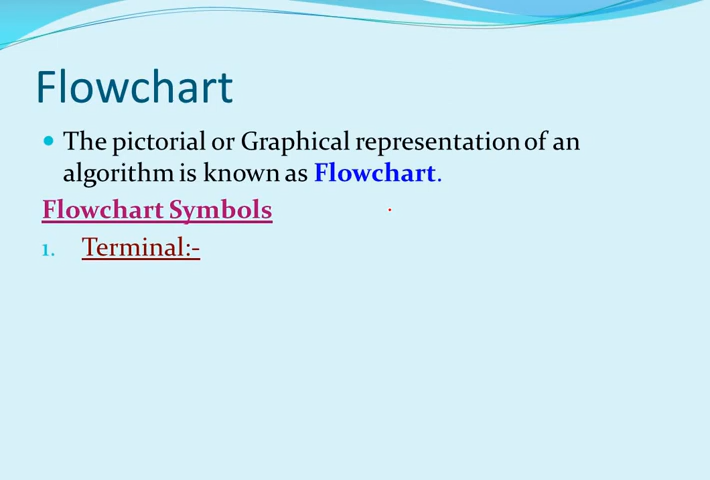 Flowchart
• The pictorial or Graphical representation of an
algorithm is known as Flowchart.
Flowchart Symbols
1. Terminal:-